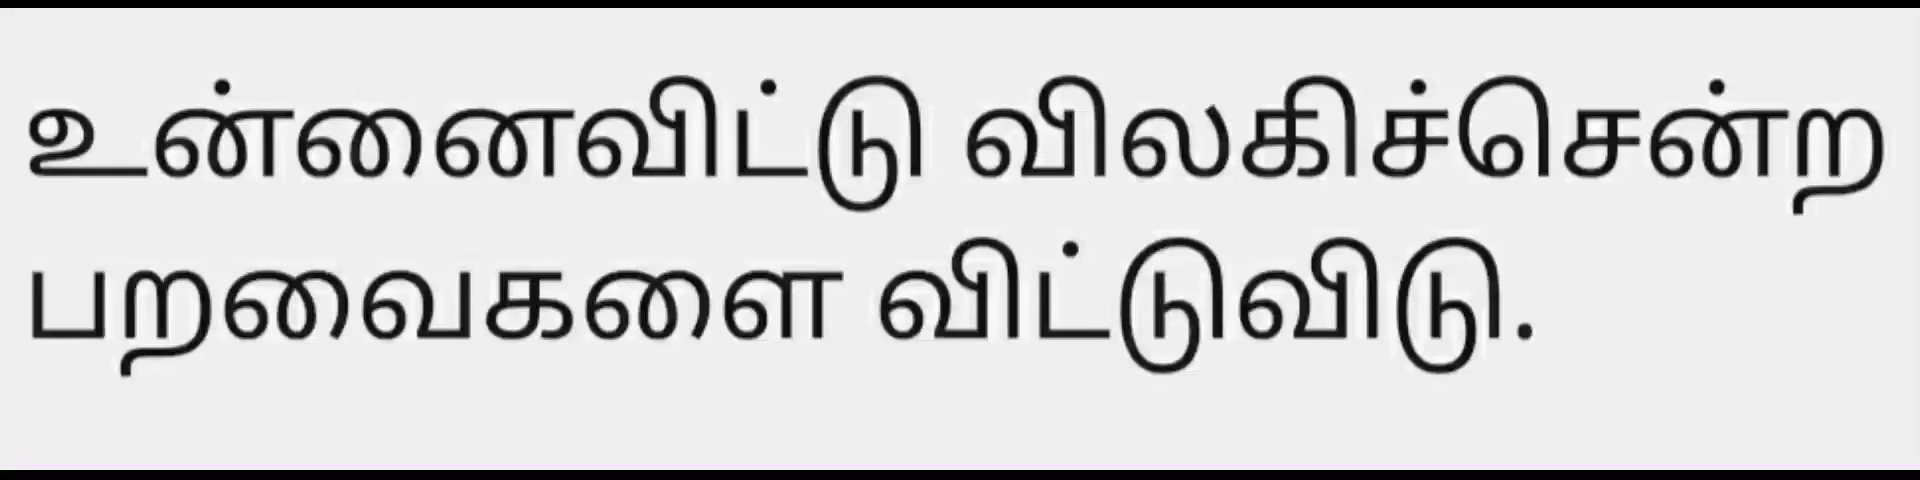 உன்னைவிட்டு விலகிச்சென்ற
பறவைகளை விட்டுவிடு.